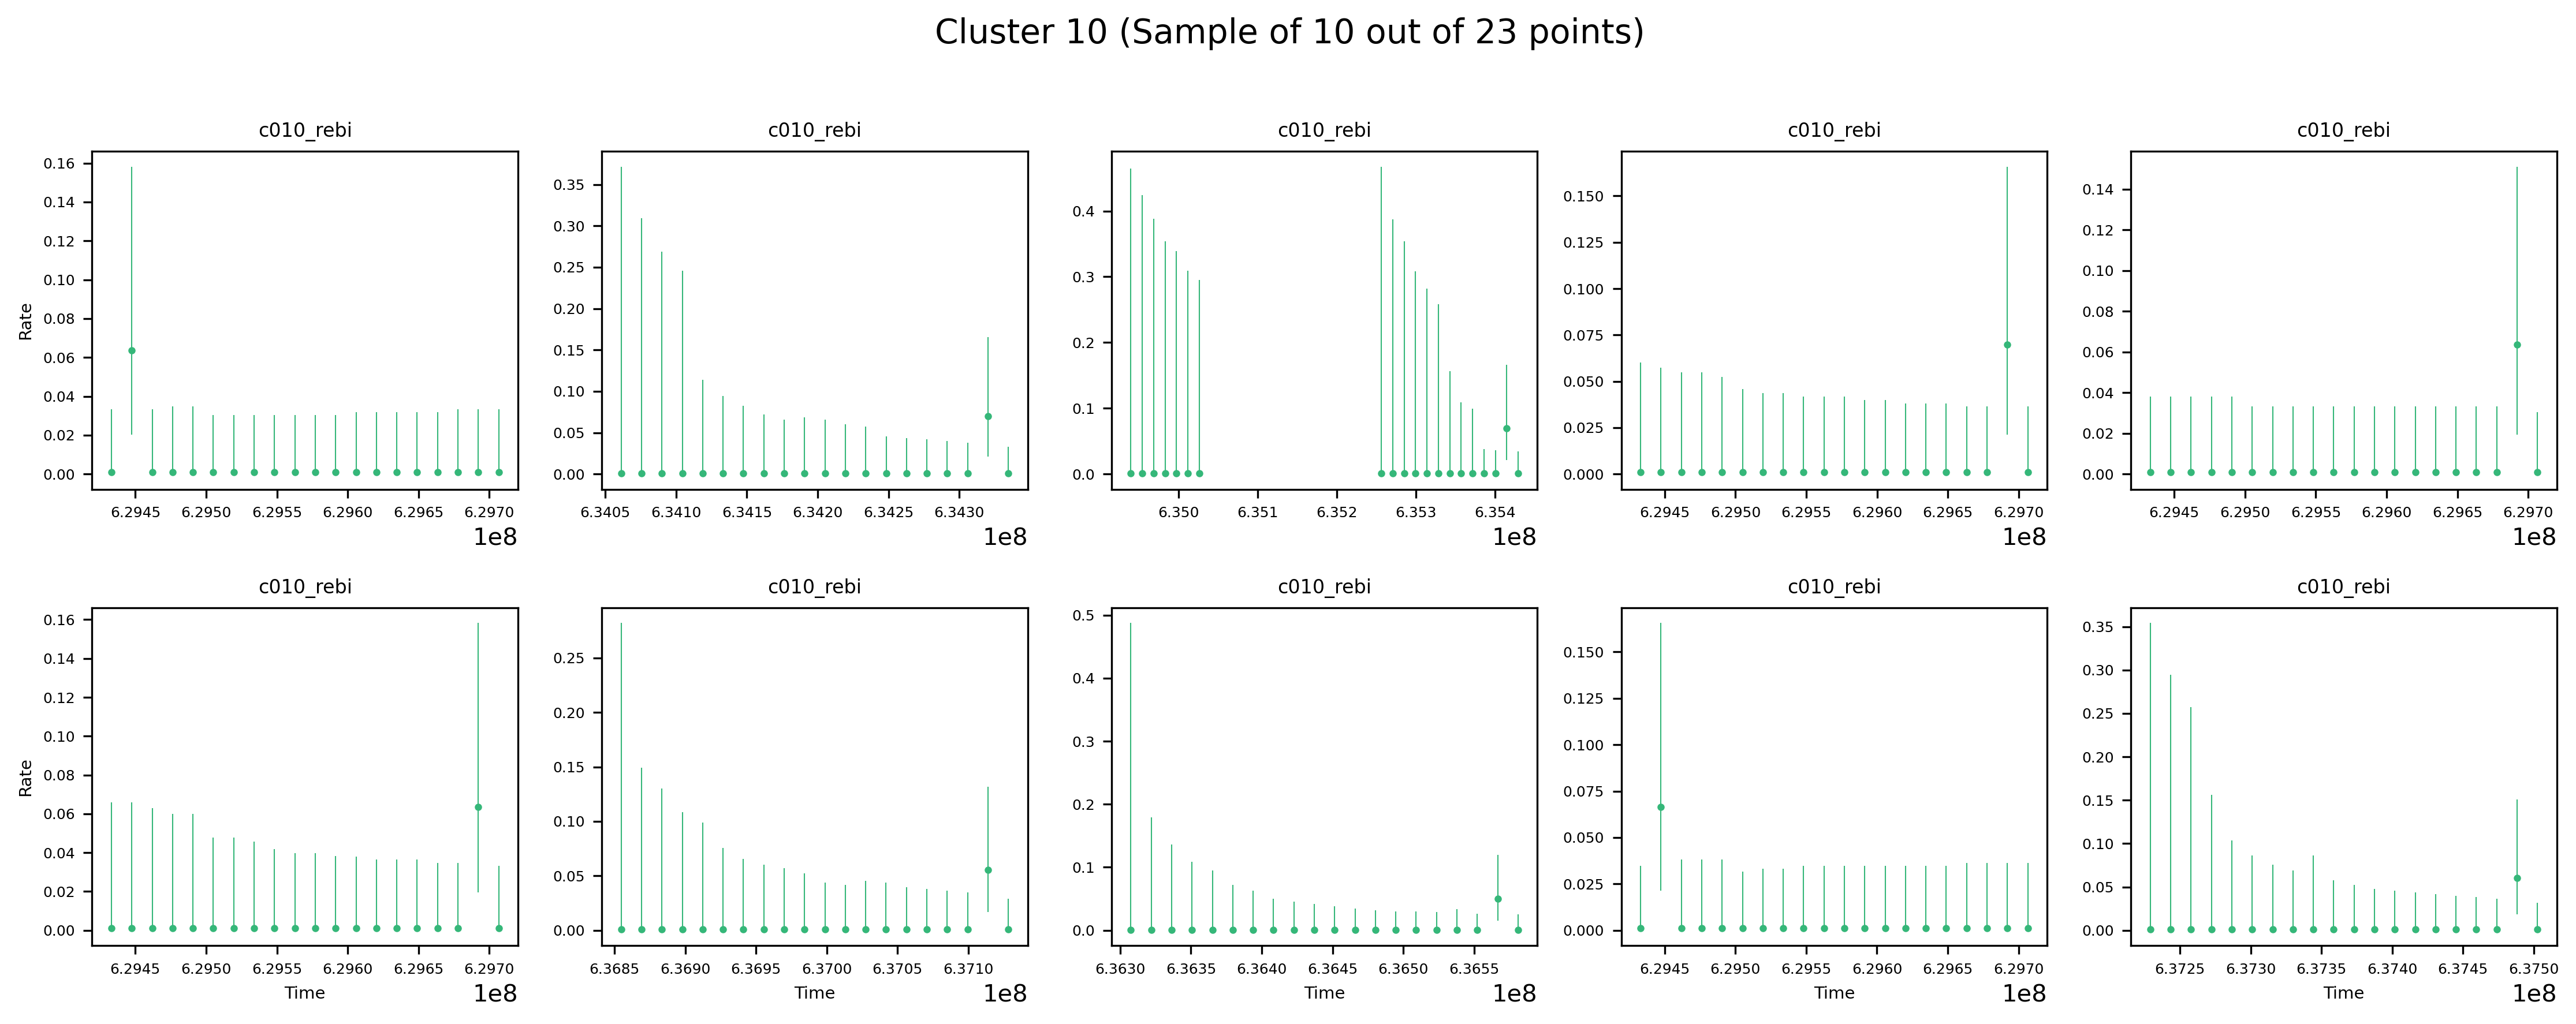 Cluster 10 (Sample of 10 out of 23 points)
c010_rebi c010_rebi c010_rebi c010_rebi c010_rebi
Rate
0.16 0.14 0.12 0.10 0.08 0.06 0.04 0.02 0.00
0.35 0.30 0.25 0.20 0.15 0.10 0.05 0.00
0.4 0.3 0.2 0.1 0.0
0.150 0.125 0.100 0.075 0.050 0.025 0.000
0.14 0.12 0.10 0.08 0.06 0.04 0.02 0.00
6.2945 6.2950 6.2955 6.2960 6.2965 6.2970
6.3405 6.3410 6.3415 6.3420 6.3425 6.3430
6.350 6.351 6.352 6.353 6.354
6.2945 6.2950 6.2955 6.2960 6.2965 6.2970
6.2945 6.2950 6.2955 6.2960 6.2965 6.2970
1e8 1e8 1e8 1e8 1e8
c010_rebi c010_rebi c010_rebi c010_rebi c010_rebi
Rate
0.16 0.14 0.12 0.10 0.08 0.06 0.04 0.02 0.00
0.25 0.20 0.15 0.10 0.05 0.00
0.5 0.4 0.3 0.2 0.1 0.0
0.150 0.125 0.100 0.075 0.050 0.025 0.000
0.35 0.30 0.25 0.20 0.15 0.10 0.05 0.00
6.2945 6.2950 6.2955 6.2960 6.2965 6.2970
6.3685 6.3690 6.3695 6.3700 6.3705 6.3710
6.3630 6.3635 6.3640 6.3645 6.3650 6.3655
6.2945 6.2950 6.2955 6.2960 6.2965 6.2970
6.3725 6.3730 6.3735 6.3740 6.3745 6.3750
Time Time Time Time Time
1e8 1e8 1e8 1e8 1e8